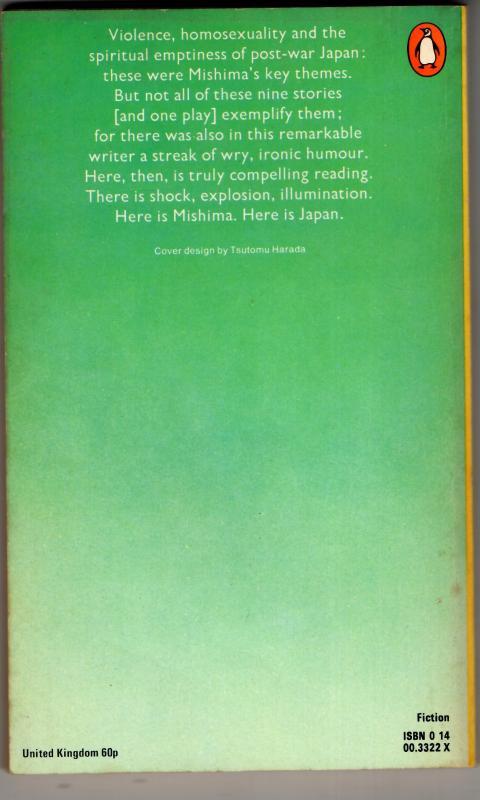 Violence, homosexuality and the
spiritual emptiness of post-war Japan:
these were Mishima's key themes.
But not all of these nine stories
[and one play] exemplify them;
for there was also in this remarkable
writer a streak of wry, ironic humour.
Here, then, is truly compelling reading.
There is shock, explosion, illumination.
Here is Mishima. Here is Japan.
Cover design by Tsutomu Harada
Fiction
ISBN 0 14
00.3322 X
United Kingdom 60p